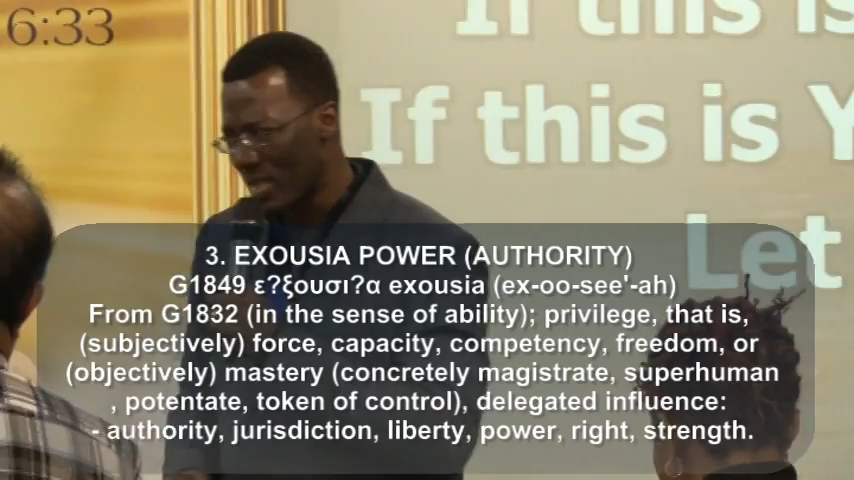 6:33
If this is
If this is Y
Let
3. EXOUSIA POWER (AUTHORITY)
G1849 ε?ξουσι?α exousia (ex-oo-see'-ah)
From G1832 (in the sense of ability); privilege, that is,
(subjectively) force, capacity, competency, freedom, or
(objectively) mastery (concretely magistrate, superhuman
, potentate, token of control), delegated influence:
- authority, jurisdiction, liberty, power, right, strength.